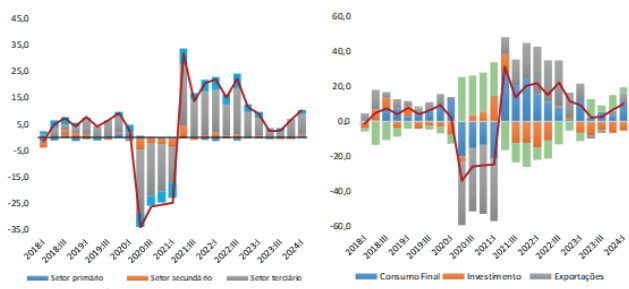 45,0
35,0
25,0
15,0
5,0
-5,0
-15,0
-25,0
-35,0
2018:I
2018:III
2019:I
2019:III
2020:I
2020:III
2021:I
2021:III
2022:I
2022:III
2023:I
2023:III
2024:I
Setor primário Setor secundário Setor terciário
60,0
40,0
20,0
0,0
-20,0
-40,0
-60,0
2018:I
2018:III
2019:I
2019:III
2020:I
2020:III
2021:I
2021:III
2022:I
2022:III
2023:I
2023:III
2024:I
Consumo Final Investimento Exportações